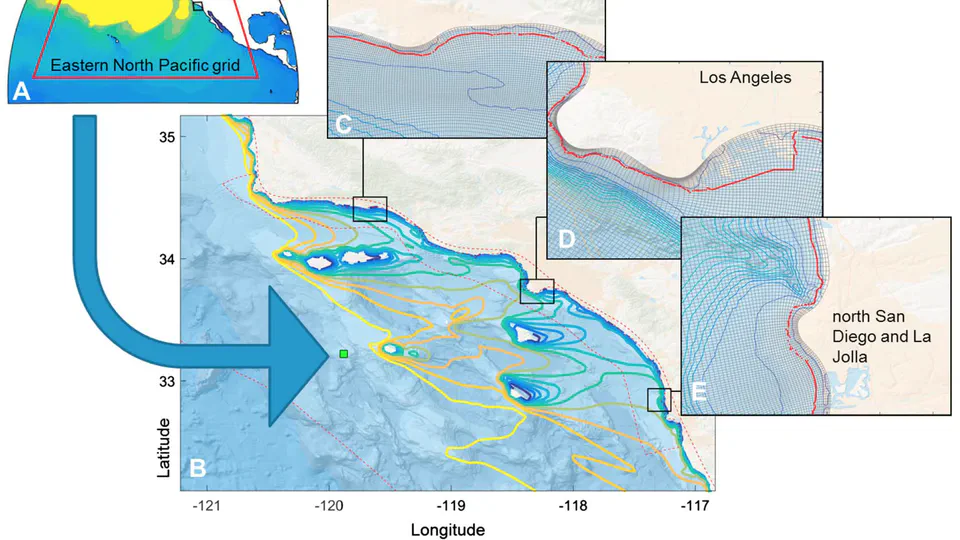 Eastern North Pacific grid
A
C
Los Angeles
D
north San
Diego and La
Jolla
E
35
34
33
Latitude
B
-121
-120
-119
-118
-117
Longitude